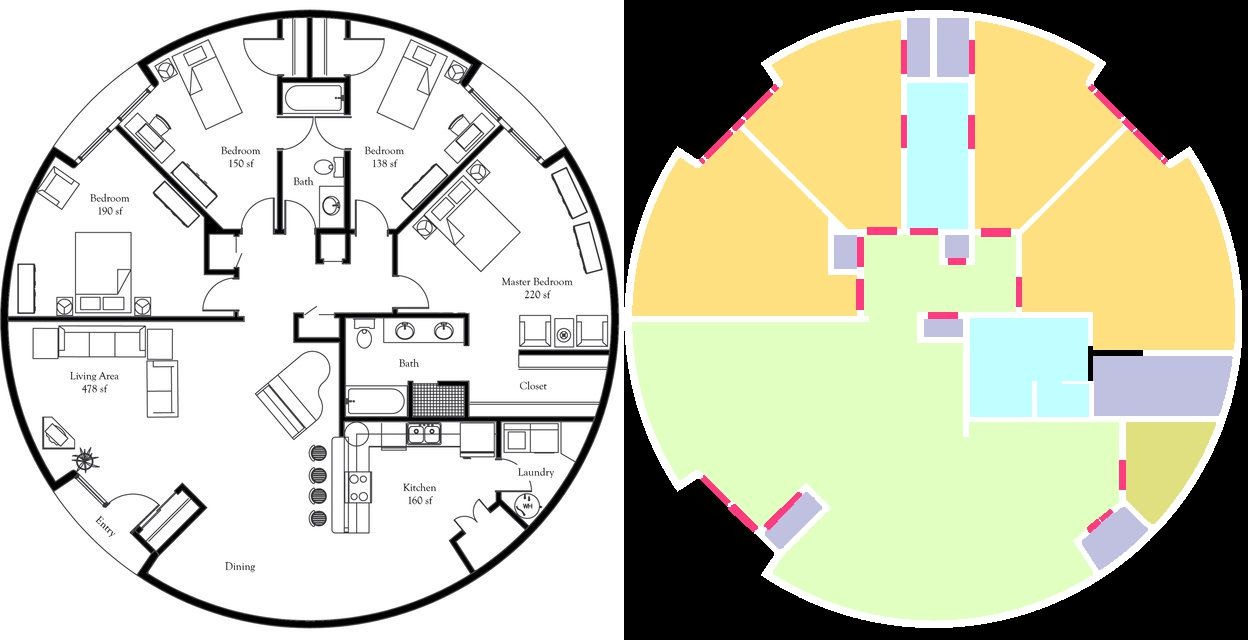 Bedroom
150 sf
Bedroom
138 sf
Bath
Bedroom
190 sf
Master Bedroom
220 sf
Living Area
478 sf
Bath
Closet
Kitchen
160 sf
Laundry
WH
Entry
Dining